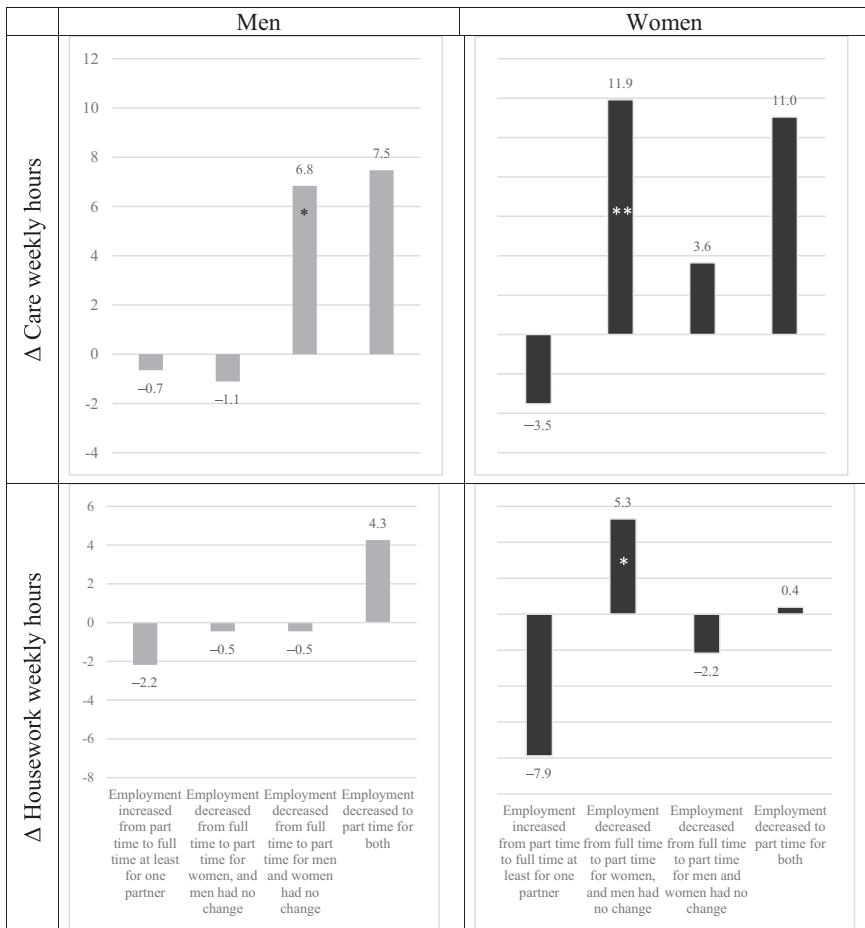 Men
Women
Δ Care weekly hours
12
10
8
6
4
2
0
-2
-4
−0.7
−1.1
6.8
*
7.5
−3.5
11.9
**
3.6
11.0
Δ Housework weekly hours
6
4
2
0
-2
-4
-6
-8
−2.2
−0.5
−0.5
4.3
Employment
increased
from part
time to full
time at least
for one
partner
Employment
decreased
from full
time to part
time for
women, and
men had no
change
Employment
decreased
from full
time to part
time for men
and women
had no
change
Employment
decreased to
part time for
both
−7.9
5.3
*
−2.2
0.4
Employment
increased
from part time
to full time at
least for one
partner
Employment
decreased
from full time
to part time
for women,
and men had
no change
Employment
decreased
from full time
to part time
for men and
women had no
change
Employment
decreased to
part time for
both